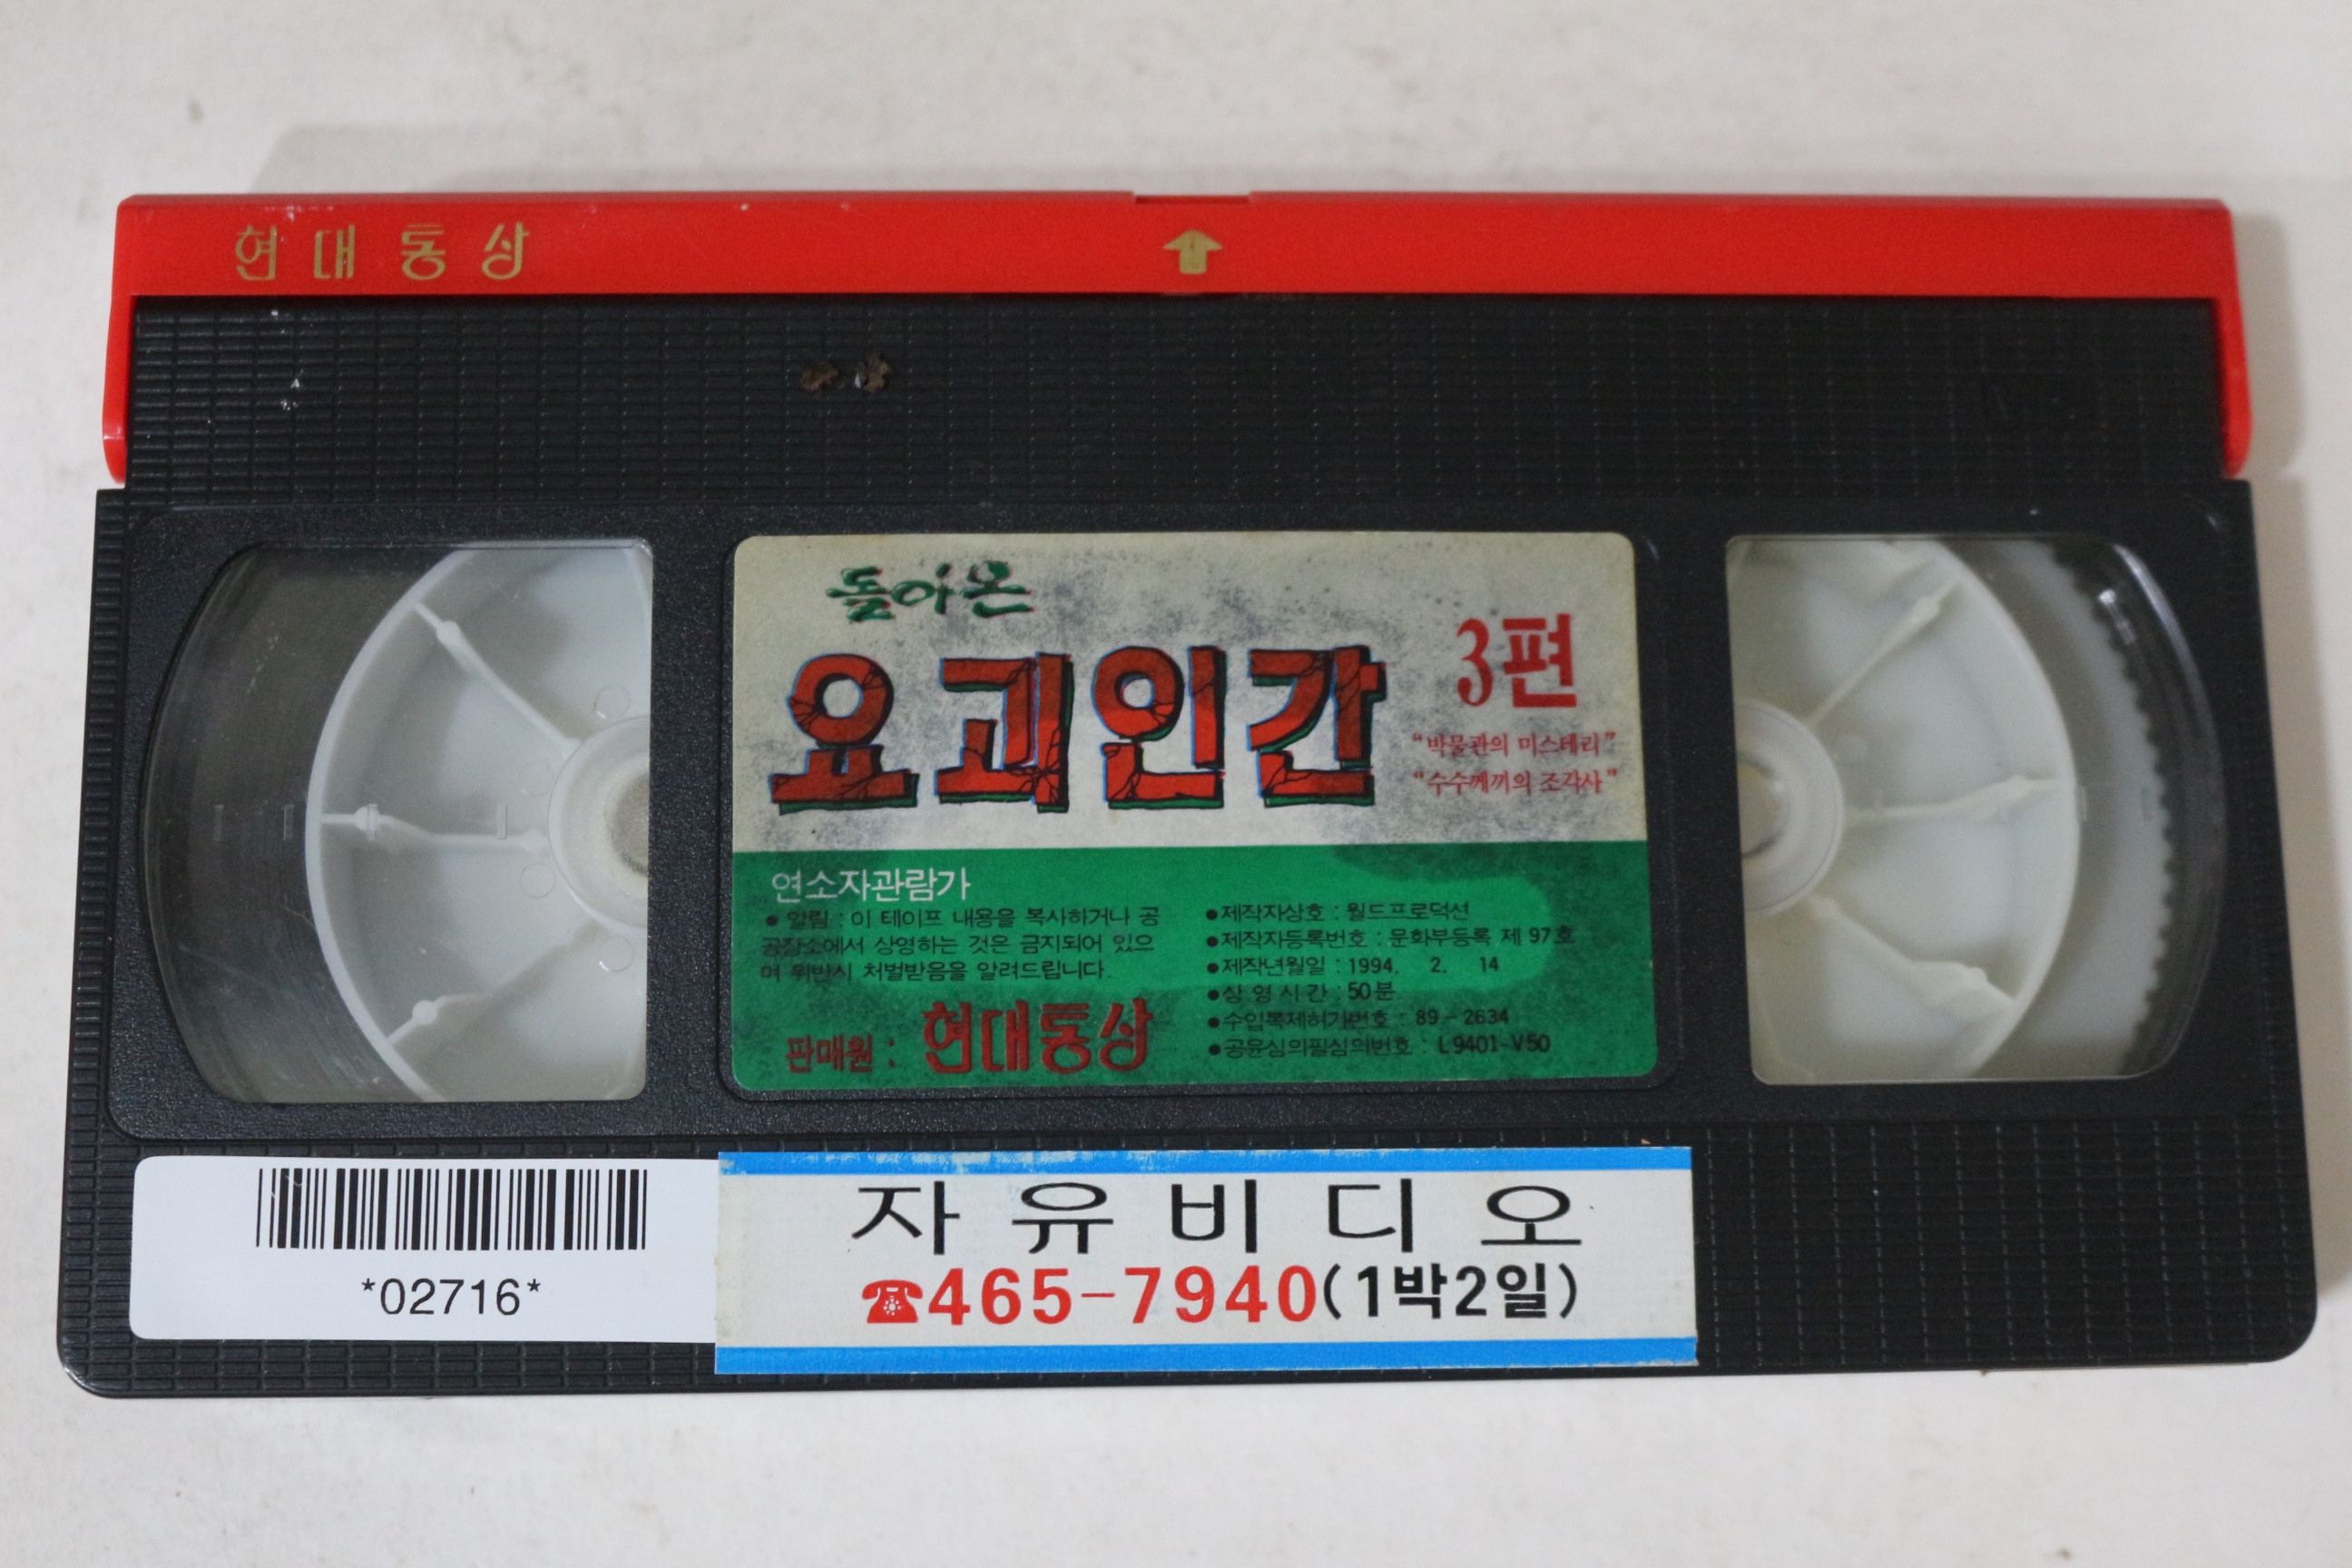 현대통상
돌아온
요괴인간
3편
“박물관의 미스테리”
“수수께끼의 조각사”
연소자관람가
● 알림 : 이 테이프 내용을 복사하거나 공
공장소에서 상영하는 것은 금지되어 있으
며 위반시 처벌받음을 알려드립니다.
판매원 : 현대통상
●제작자상호 : 월드프로덕션
●제작자등록번호 : 문화부등록 제 97호
●제작년월일 : 1994. 2. 14
●상영시간 : 50분
●수입복제허가번호 : 89-2634
●공윤심의필심의번호 : L9401-V50
*02716*
자유비디오
☎465-7940(1박2일)